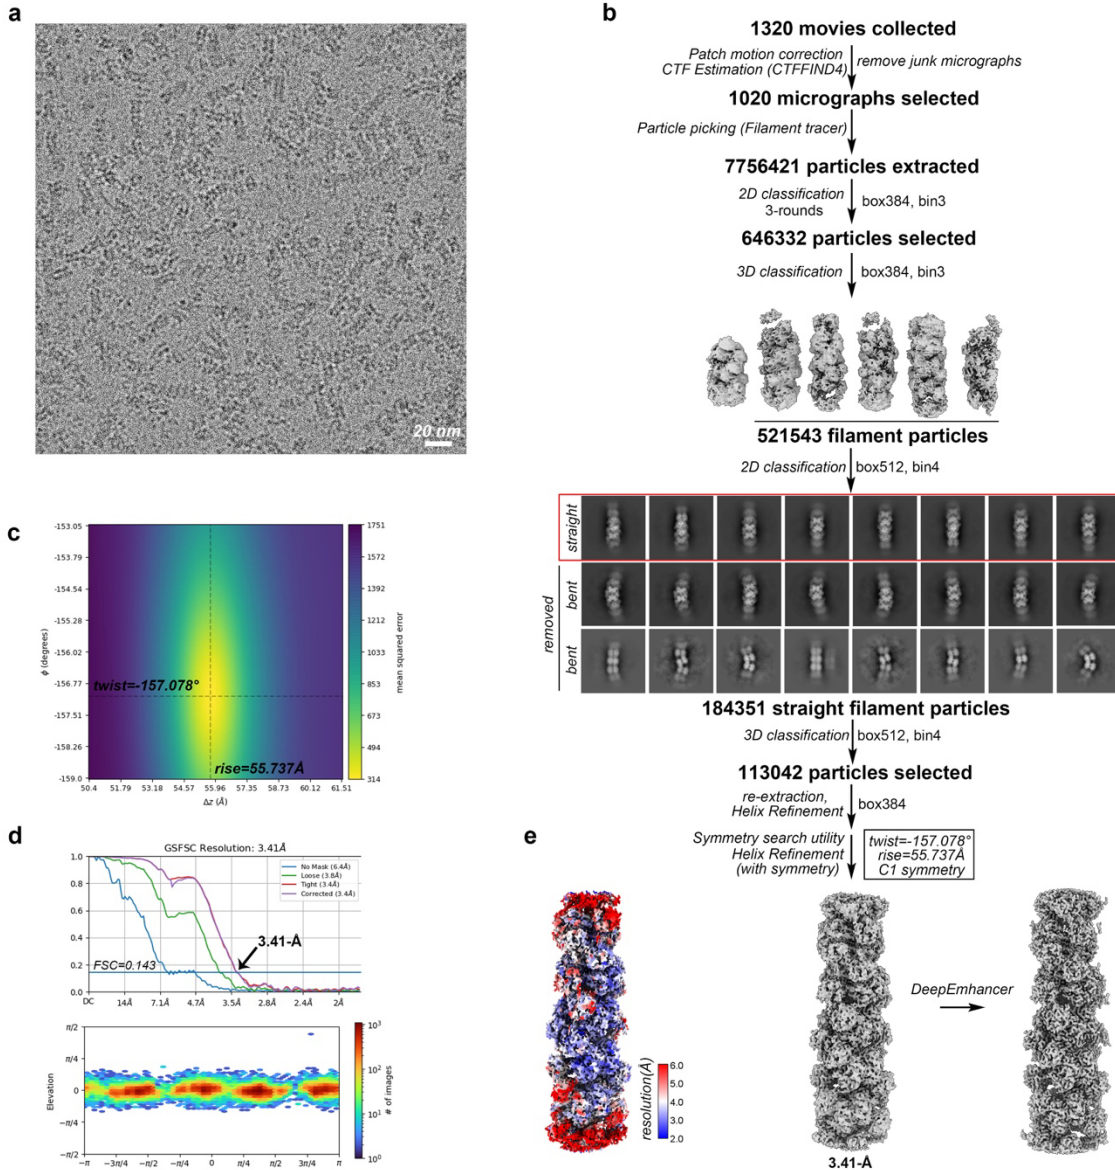 a
20 nm
b
1320 movies collected
Patch motion correction
CTF Estimation (CTFFIND4)
remove junk micrographs
1020 micrographs selected
Particle picking (Filament tracer)
7756421 particles extracted
2D classification
3-rounds
box384, bin3
646332 particles selected
3D classification
box384, bin3
521543 filament particles
2D classification
box512, bin4
straight
bent
bent
removed
184351 straight filament particles
3D classification
box512, bin4
113042 particles selected
re-extraction,
Helix Refinement
box384
Symmetry search utility
Helix Refinement
(with symmetry)
twist=-157.078°
rise=55.737Å
C1 symmetry
DeepEmhancer
3.41-Å
c
-153.05
-153.79
-154.54
-155.28
-156.02
-156.77
-157.51
-158.26
-159.0
ϕ (degrees)
twist=-157.078°
rise=55.737Å
50.4
51.79
53.18
54.57
55.96
57.35
58.73
60.12
61.51
Δz (Å)
1751
1572
1392
1212
1033
853
673
494
314
mean squared error
d
GSFSC Resolution: 3.41Å
1.0
0.8
0.6
0.4
0.2
0.0
No Mask (6.4Å)
Loose (3.8Å)
Tight (3.4Å)
Corrected (3.4Å)
3.41-Å
FSC=0.143
DC
14Å
7.1Å
4.7Å
3.5Å
2.8Å
2.4Å
2Å
π/2
π/4
0
−π/4
−π/2
Elevation
−π
−3π/4
−π/2
−π/4
0
π/4
π/2
3π/4
π
10³
10²
10¹
10⁰
# of images
e
6.0
5.0
4.0
3.0
2.0
resolution(Å)